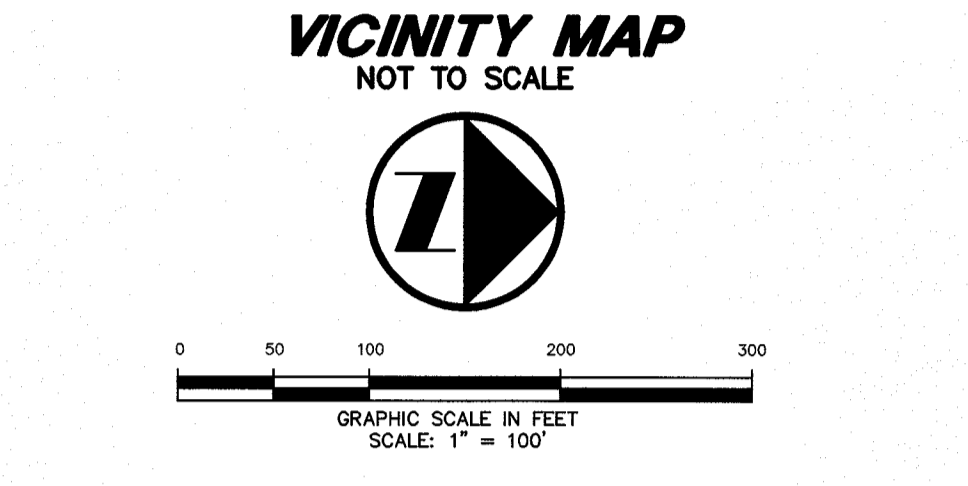 VICINITY MAP
NOT TO SCALE
N
0 50 100 200 300
GRAPHIC SCALE IN FEET
SCALE: 1" = 100'